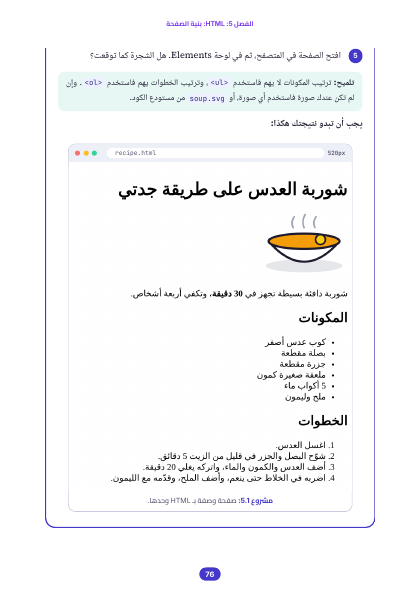 الفصل 5: HTML: بنية الصفحة
5 افتح الصفحة في المتصفح، ثم في لوحة Elements. هل الشجرة كما توقعت؟
تلميح: ترتيب المكونات لا يهم فاستخدم <ul>، وترتيب الخطوات يهم فاستخدم <ol>. وإن
لم تكن عندك صورة فاستخدم أي صورة، أو soup.svg من مستودع الكود.
يجب أن تبدو نتيجتك هكذا:
recipe.html 520px
شوربة العدس على طريقة جدتي
شوربة دافئة بسيطة تجهز في 30 دقيقة، وتكفي أربعة أشخاص.
المكونات
• كوب عدس أصفر
• بصلة مقطعة
• جزرة مقطعة
• ملعقة صغيرة كمون
• 5 أكواب ماء
• ملح وليمون
الخطوات
1. اغسل العدس.
2. شوّح البصل والجزر في قليل من الزيت 5 دقائق.
3. أضف العدس والكمون والماء، واتركه يغلي 20 دقيقة.
4. اضربه في الخلاط حتى ينعم، وأضف الملح، وقدّمه مع الليمون.
مشروع 5.1: صفحة وصفة بـ HTML وحدها.
76